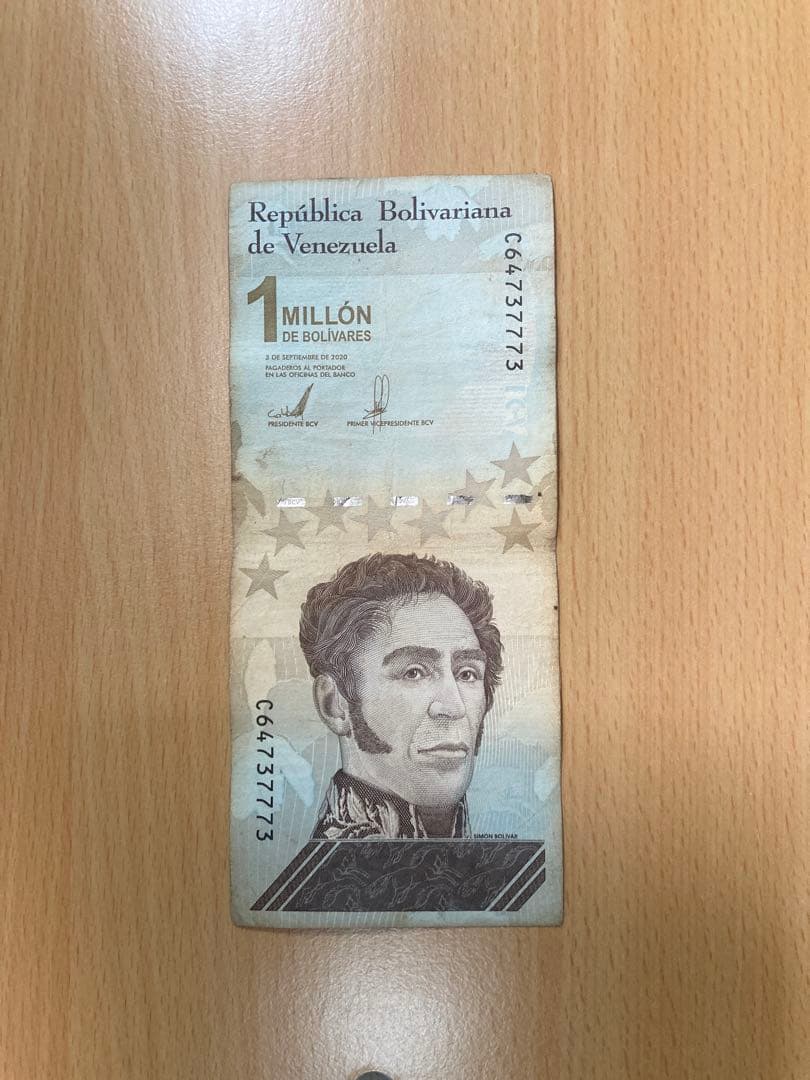 República Bolivariana
de Venezuela
C64737773
1 MILLÓN
DE BOLÍVARES
3 DE SEPTIEMBRE DE 2020
PAGADEROS AL PORTADOR
EN LAS OFICINAS DEL BANCO
PRESIDENTE BCV
PRIMER VICEPRESIDENTE BCV
BCV
C64737773
SIMÓN BOLÍVAR